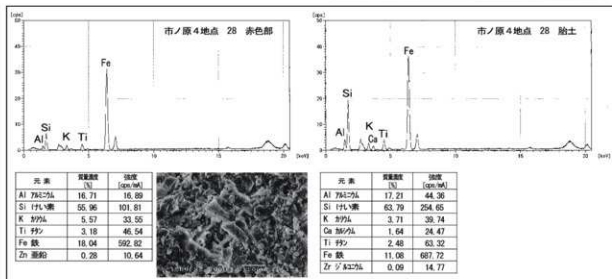 [cps]
市ノ原4地点 28 赤色部
Fe
Si
Al
K
Ti
[keV]
[cps]
市ノ原4地点 28 胎土
Fe
Si
Al
K
Ca
Ti
[keV]
元 素 質量濃度[%] 強度[cps/mA]
Al アルミニウム 16.71 16.89
Si けい素 55.96 101.81
K カリウム 5.57 33.55
Ti チタン 3.18 46.54
Fe 鉄 18.04 592.82
Zn 亜鉛 0.28 10.64
元 素 質量濃度[%] 強度[cps/mA]
Al アルミニウム 17.21 44.36
Si けい素 63.79 254.65
K カリウム 3.71 39.74
Ca カルシウム 1.64 24.47
Ti チタン 2.48 63.32
Fe 鉄 11.08 687.72
Zr ジルコニウム 0.09 14.77